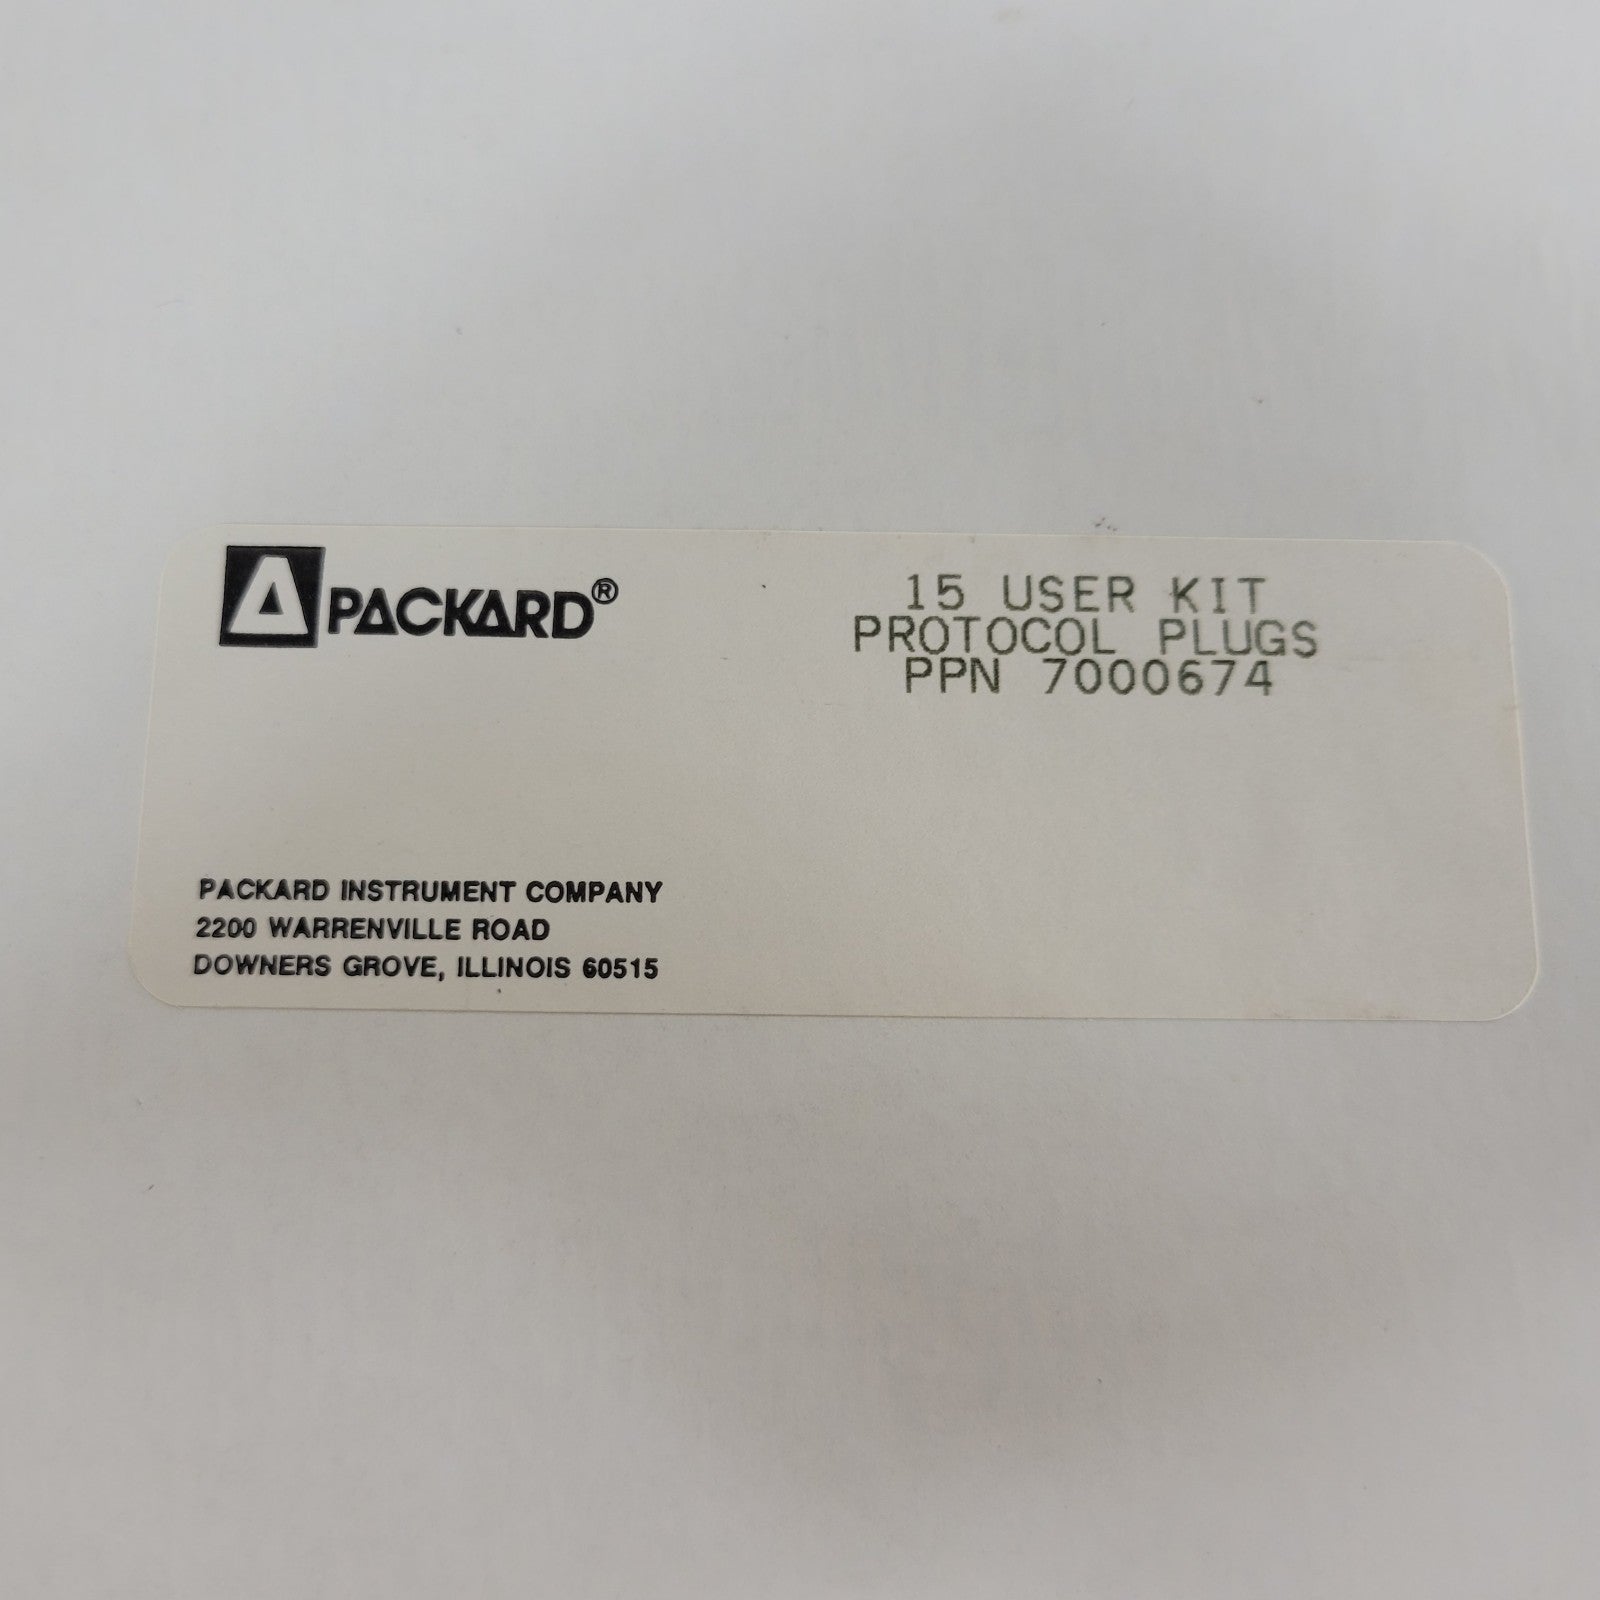 PACKARD®
15 USER KIT
PROTOCOL PLUGS
PPN 7000674
PACKARD INSTRUMENT COMPANY
2200 WARRENVILLE ROAD
DOWNERS GROVE, ILLINOIS 60515